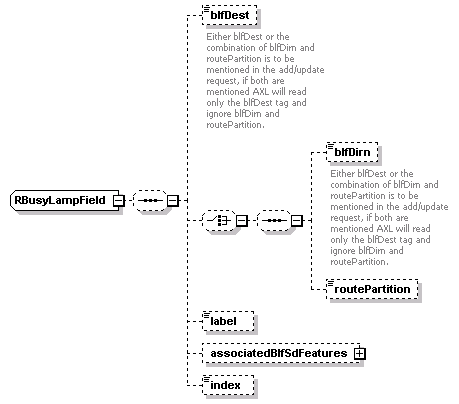 blfDest
Either blfDest or the
combination of blfDirn and
routePartition is to be
mentioned in the add/update
request, if both are
mentioned AXL will read
only the blfDest tag and
ignore blfDirn and
routePartition.
blfDirn
Either blfDest or the
combination of blfDirn and
routePartition is to be
mentioned in the add/update
request, if both are
mentioned AXL will read
only the blfDest tag and
ignore blfDirn and
routePartition.
RBusyLampField
routePartition
label
associatedBlfSdFeatures
index